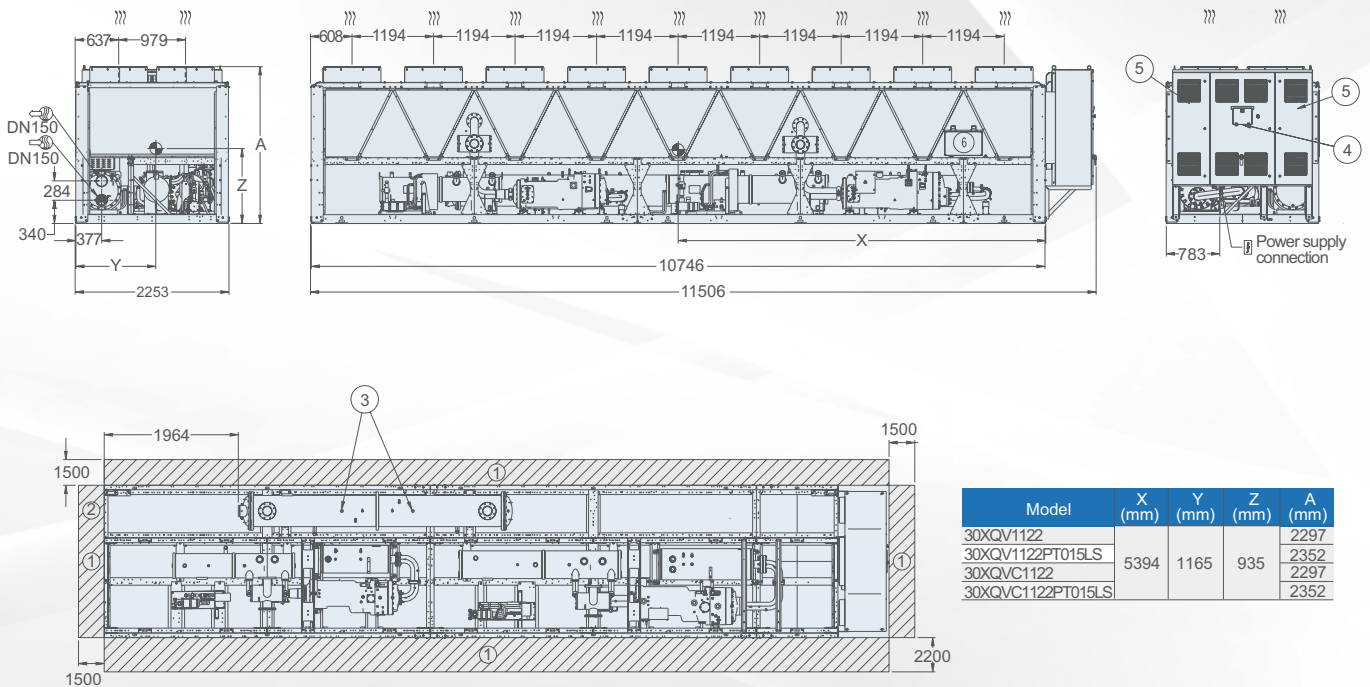 637
979
DN150
DN150
284
340
377
Y
2253
A
Z
608
1194
1194
1194
1194
1194
1194
1194
1194
6
X
10746
11506
5
5
4
783
Power supply
connection
3
1964
1500
1500
1
2
1
1
1
1500
2200
Model X (mm) Y (mm) Z (mm) A (mm)
30XQV1122 5394 1165 935 2297
30XQV1122PT015LS 2352
30XQVC1122 2297
30XQVC1122PT015LS 2352